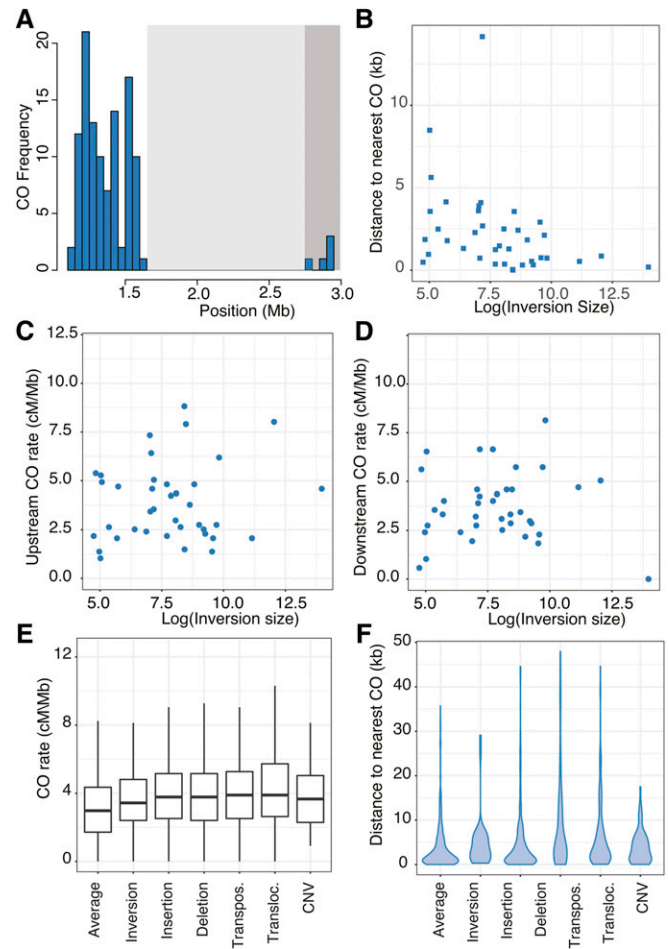 A
CO Frequency
20
15
10
5
0
1.5
2.0
2.5
3.0
Position (Mb)
B
Distance to nearest CO (kb)
10
5
0
5.0
7.5
10.0
12.5
Log(Inversion Size)
C
Upstream CO rate (cM/Mb)
12.5
10.0
7.5
5.0
2.5
0.0
5.0
7.5
10.0
12.5
Log(Inversion size)
D
Downstream CO rate (cM/Mb)
12.5
10.0
7.5
5.0
2.5
0.0
5.0
7.5
10.0
12.5
Log(Inversion size)
E
CO rate (cM\Mb)
12
8
4
0
Average
Inversion
Insertion
Deletion
Transpos.
Transloc.
CNV
F
Distance to nearest CO (kb)
50
40
30
20
10
0
Average
Inversion
Insertion
Deletion
Transpos.
Transloc.
CNV